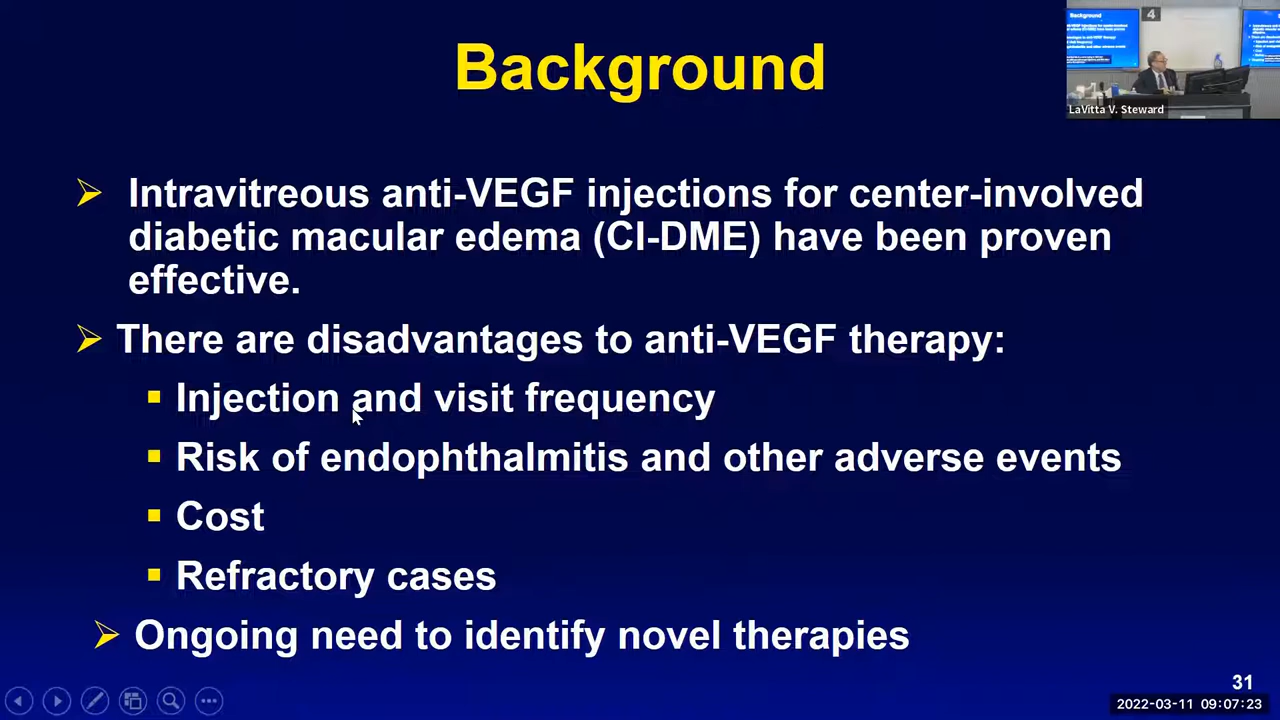 Background
4
LaVitta V. Steward
Intravitreous anti-VEGF injections for center-involved
diabetic macular edema (CI-DME) have been proven
effective.
There are disadvantages to anti-VEGF therapy:
Injection and visit frequency
Risk of endophthalmitis and other adverse events
Cost
Refractory cases
Ongoing need to identify novel therapies
31
2022-03-11 09:07:23